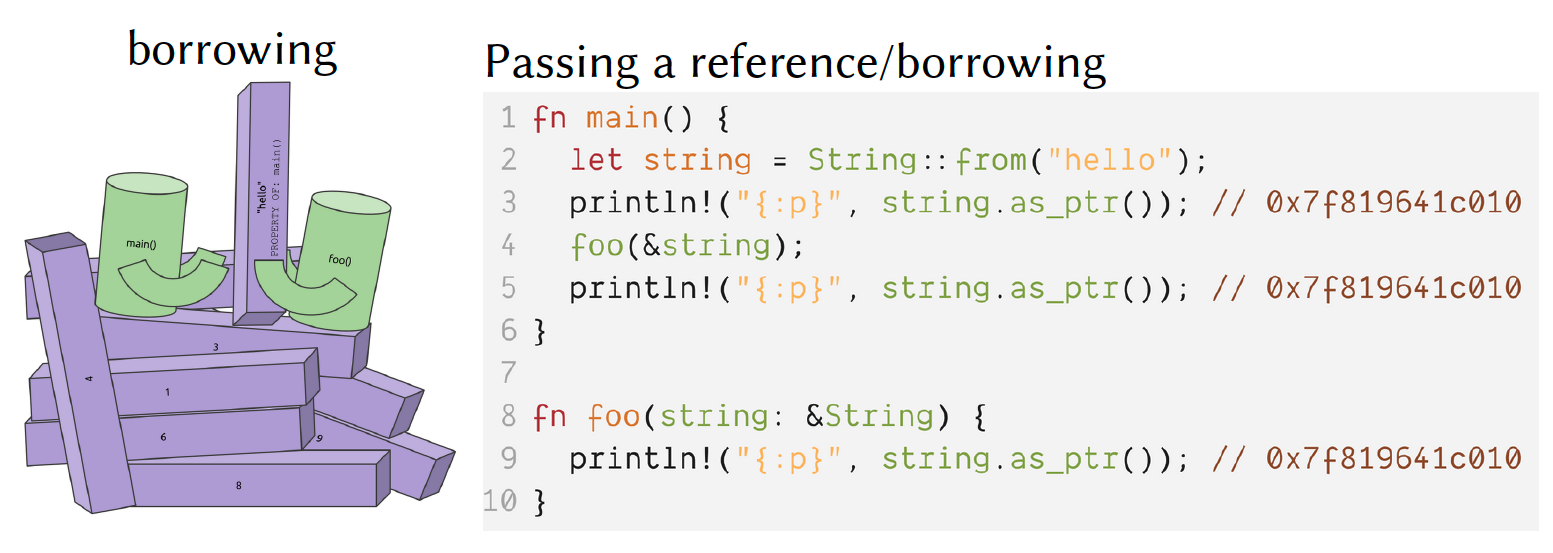 borrowing
"hello"
PROPERTY OF: main()
main()
foo()
3
4
1
6
9
8
Passing a reference/borrowing
1 fn main() {
2   let string = String::from("hello");
3   println!("{:p}", string.as_ptr()); // 0x7f819641c010
4   foo(&string);
5   println!("{:p}", string.as_ptr()); // 0x7f819641c010
6 }
7
8 fn foo(string: &String) {
9   println!("{:p}", string.as_ptr()); // 0x7f819641c010
10 }